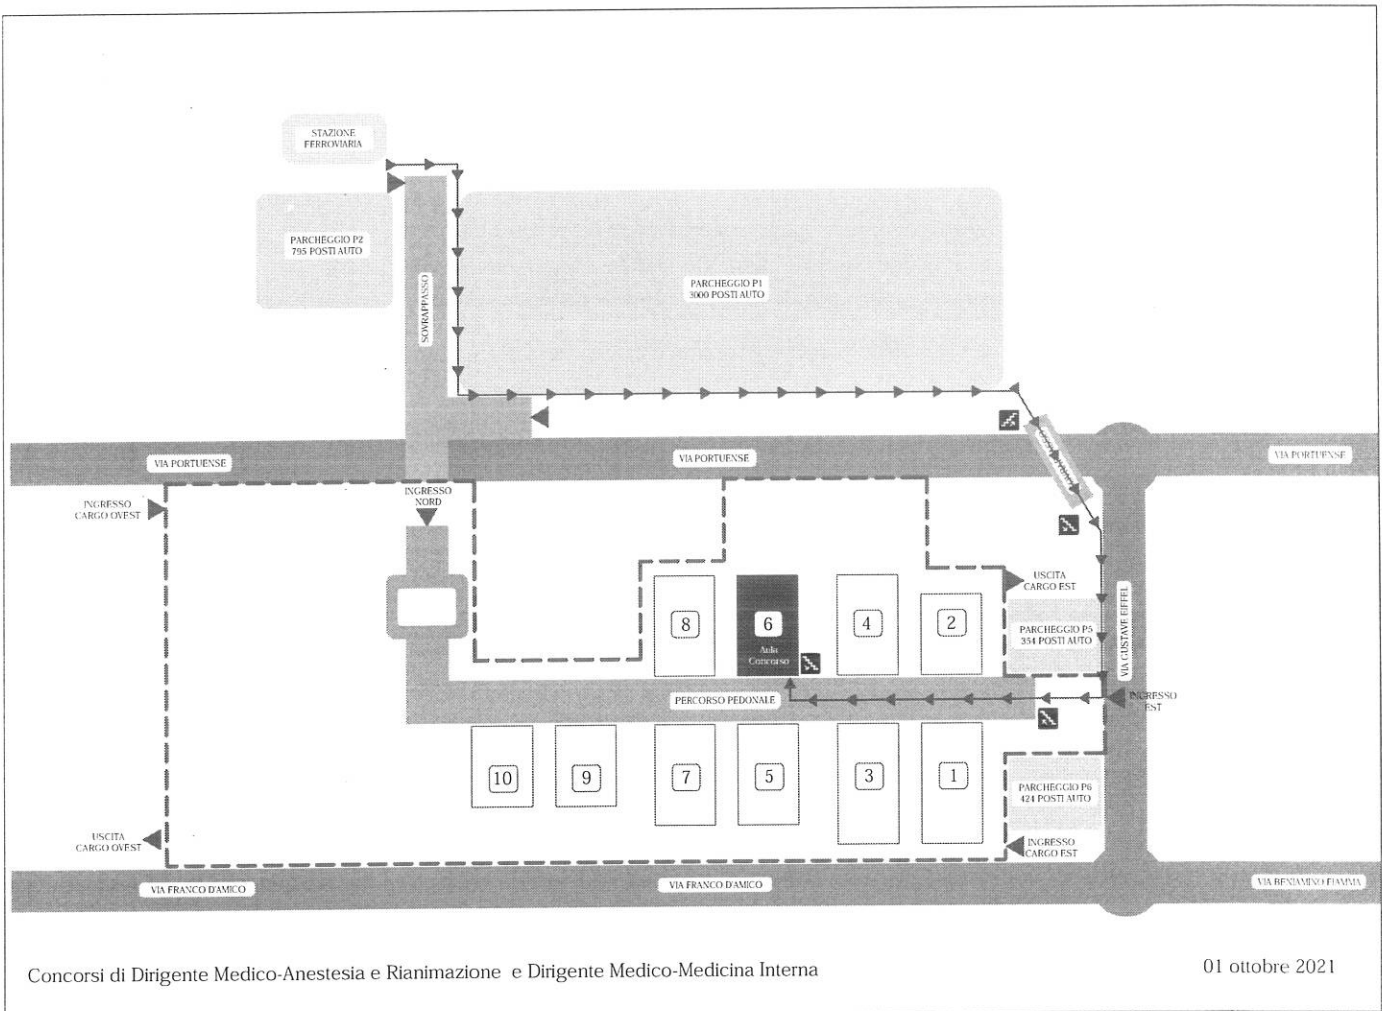 STAZIONE
FERROVIARIA
PARCHEGGIO P2
795 POSTI AUTO
SOVRAPPASSO
PARCHEGGIO P1
3000 POSTI AUTO
VIA PORTUENSE
VIA PORTUENSE
VIA PORTUENSE
INGRESSO
CARGO OVEST
INGRESSO
NORD
USCITA
CARGO EST
8
6
Aula
Concorso
4
2
PARCHEGGIO P5
354 POSTI AUTO
VIA GUSTAVE EIFFEL
PERCORSO PEDONALE
INGRESSO
EST
10
9
7
5
3
1
PARCHEGGIO P6
424 POSTI AUTO
USCITA
CARGO OVEST
INGRESSO
CARGO EST
VIA FRANCO D'AMICO
VIA FRANCO D'AMICO
VIA BENIAMINO FIAMMA
Concorsi di Dirigente Medico-Anestesia e Rianimazione e Dirigente Medico-Medicina Interna
01 ottobre 2021